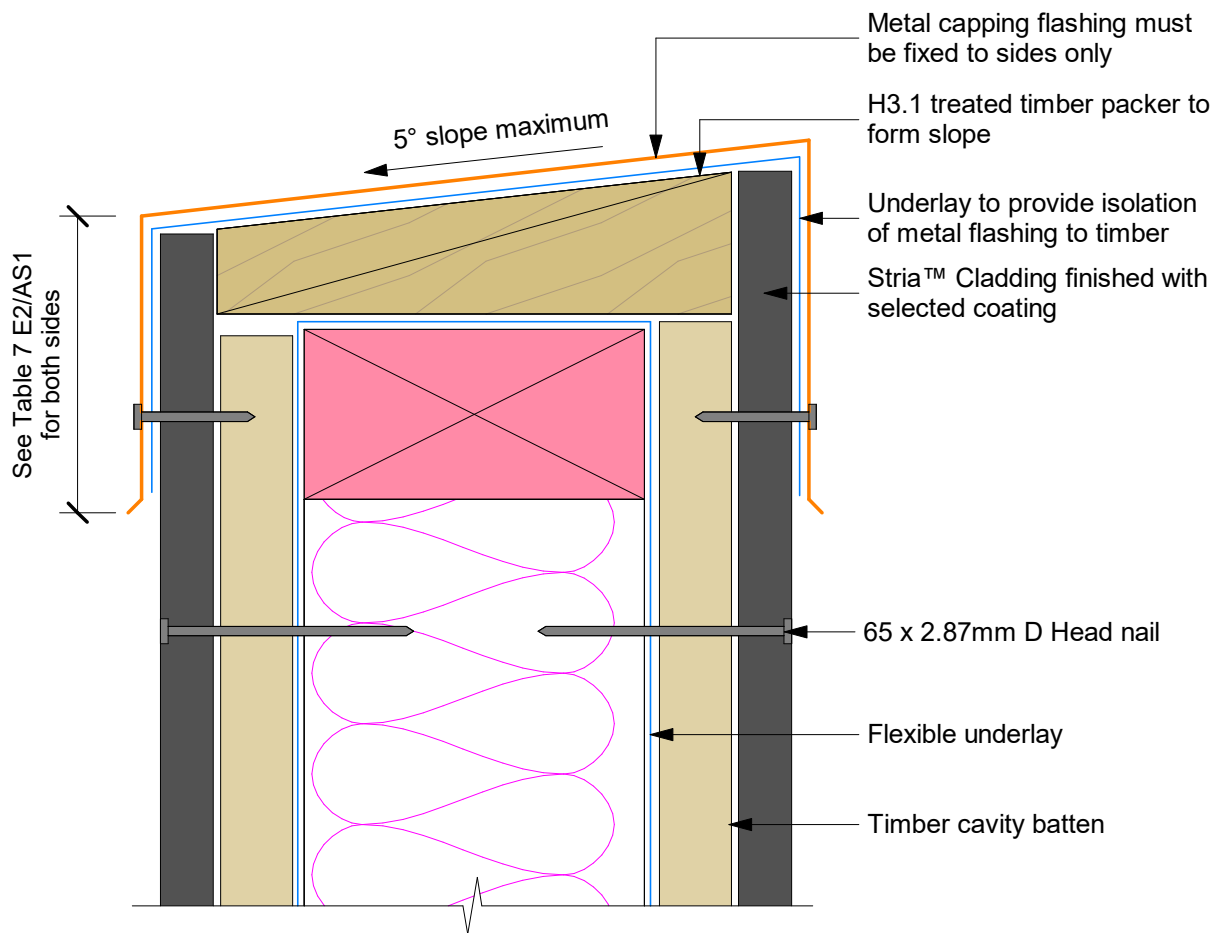 Metal capping flashing must
be fixed to sides only
H3.1 treated timber packer to
form slope
5° slope maximum
Underlay to provide isolation
of metal flashing to timber
Stria™ Cladding finished with
selected coating
See Table 7 E2/AS1
for both sides
65 x 2.87mm D Head nail
Flexible underlay
Timber cavity batten